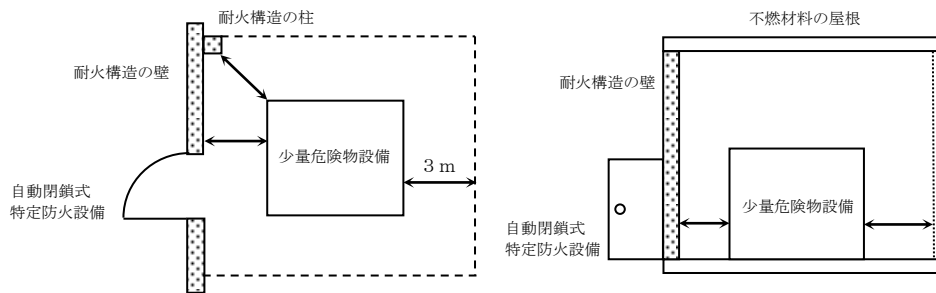 耐火構造の柱
耐火構造の壁
少量危険物設備
3 m
自動閉鎖式
特定防火設備
不燃材料の屋根
耐火構造の壁
少量危険物設備
自動閉鎖式
特定防火設備